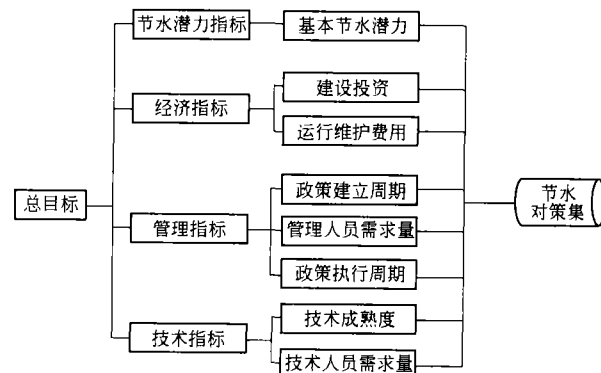 节水潜力指标
基本节水潜力
经济指标
建设投资
运行维护费用
总目标
管理指标
政策建立周期
管理人员需求量
政策执行周期
技术指标
技术成熟度
技术人员需求量
节水
对策集